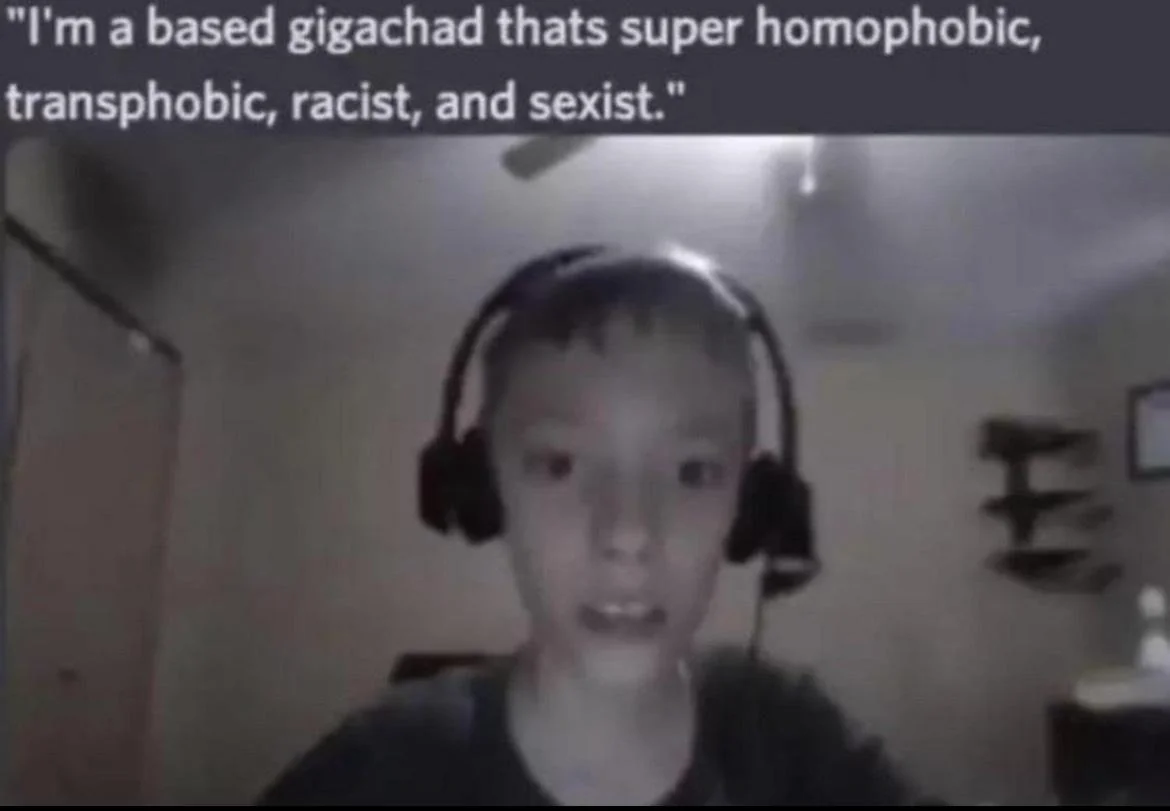 "I'm a based gigachad thats super homophobic,
transphobic, racist, and sexist."